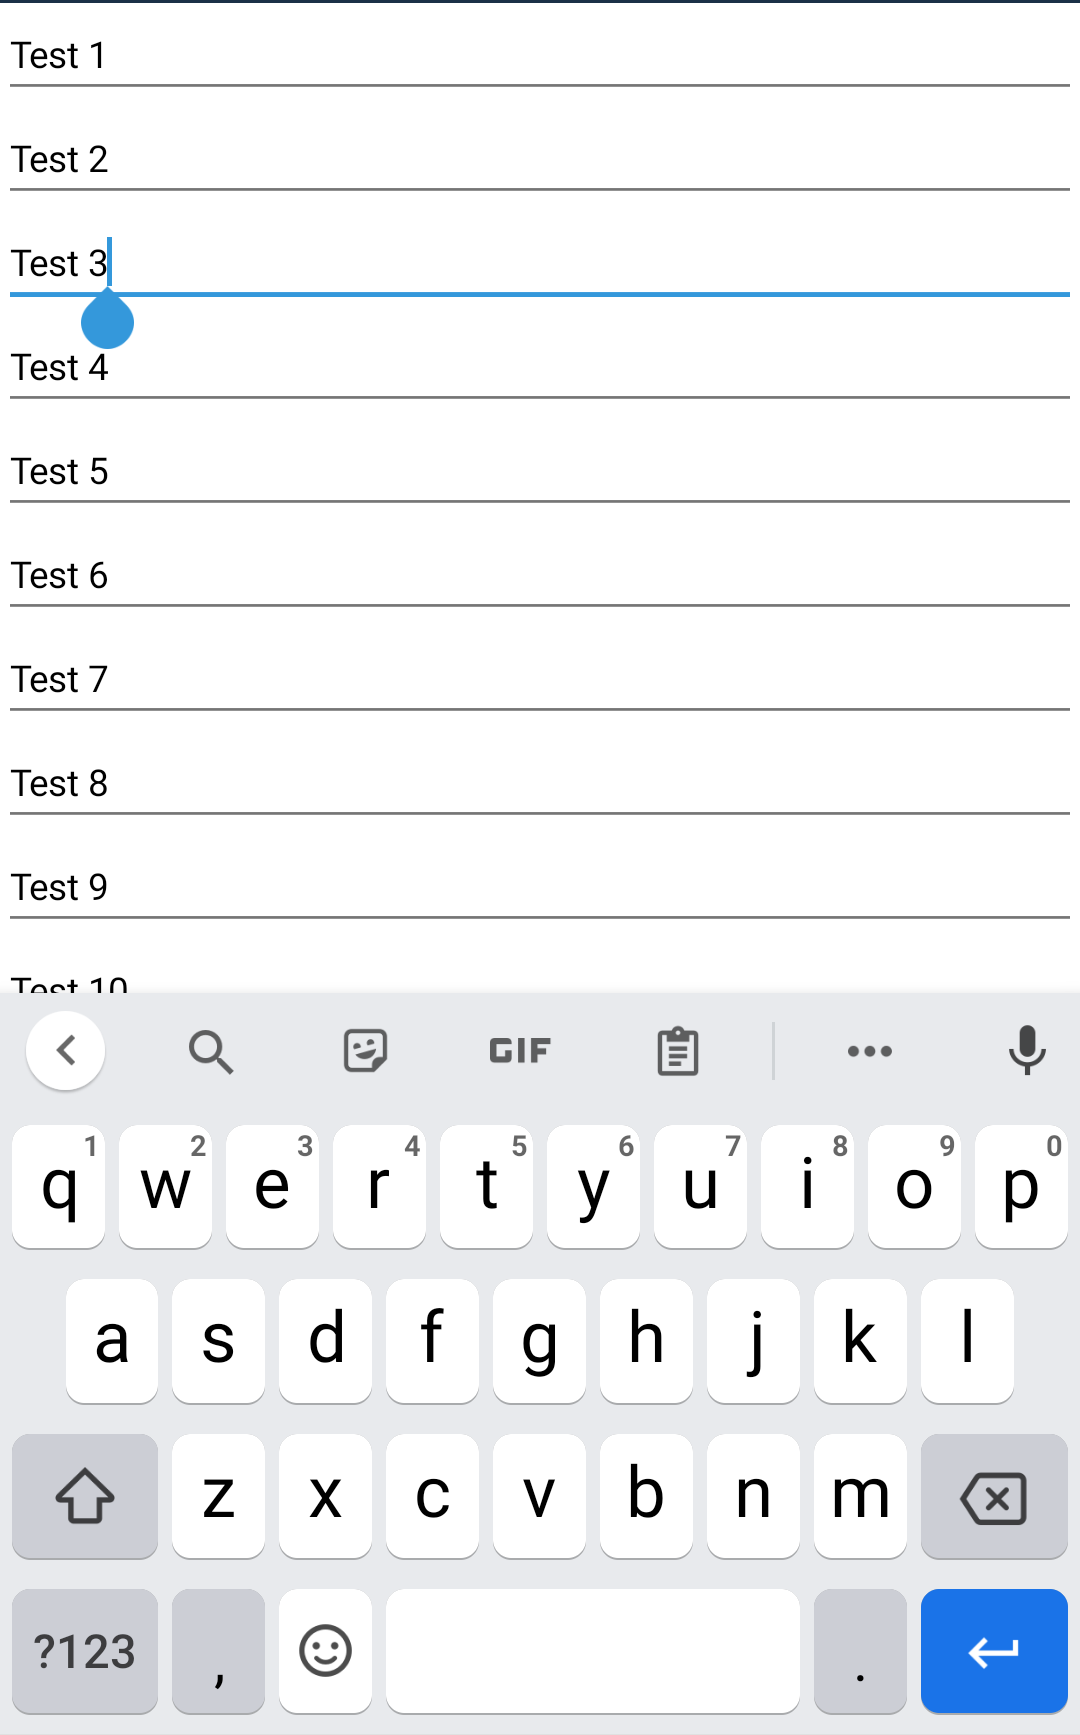 Test 1
Test 2
Test 3
Test 4
Test 5
Test 6
Test 7
Test 8
Test 9
Test 10
GIF
1 2 3 4 5 6 7 8 9 0
q w e r t y u i o p
a s d f g h j k l
z x c v b n m
?123 , .